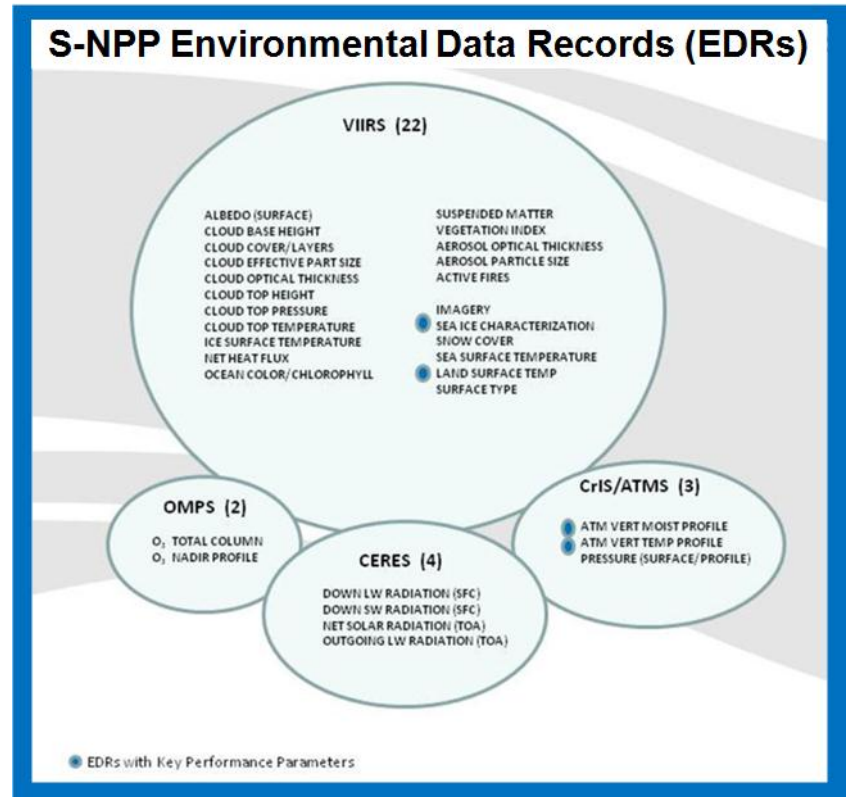 S-NPP Environmental Data Records (EDRs)
VIIRS (22)
ALBEDO (SURFACE)
CLOUD BASE HEIGHT
CLOUD COVER/LAYERS
CLOUD EFFECTIVE PART SIZE
CLOUD OPTICAL THICKNESS
CLOUD TOP HEIGHT
CLOUD TOP PRESSURE
CLOUD TOP TEMPERATURE
ICE SURFACE TEMPERATURE
NET HEAT FLUX
OCEAN COLOR/CHLOROPHYLL
SUSPENDED MATTER
VEGETATION INDEX
AEROSOL OPTICAL THICKNESS
AEROSOL PARTICLE SIZE
ACTIVE FIRES
IMAGERY
SEA ICE CHARACTERIZATION
SNOW COVER
SEA SURFACE TEMPERATURE
LAND SURFACE TEMP
SURFACE TYPE
OMPS (2)
O₃ TOTAL COLUMN
O₃ NADIR PROFILE
CERES (4)
DOWN LW RADIATION (SFC)
DOWN SW RADIATION (SFC)
NET SOLAR RADIATION (TOA)
OUTGOING LW RADIATION (TOA)
CrIS/ATMS (3)
ATM VERT MOIST PROFILE
ATM VERT TEMP PROFILE
PRESSURE (SURFACE/PROFILE)
EDRs with Key Performance Parameters